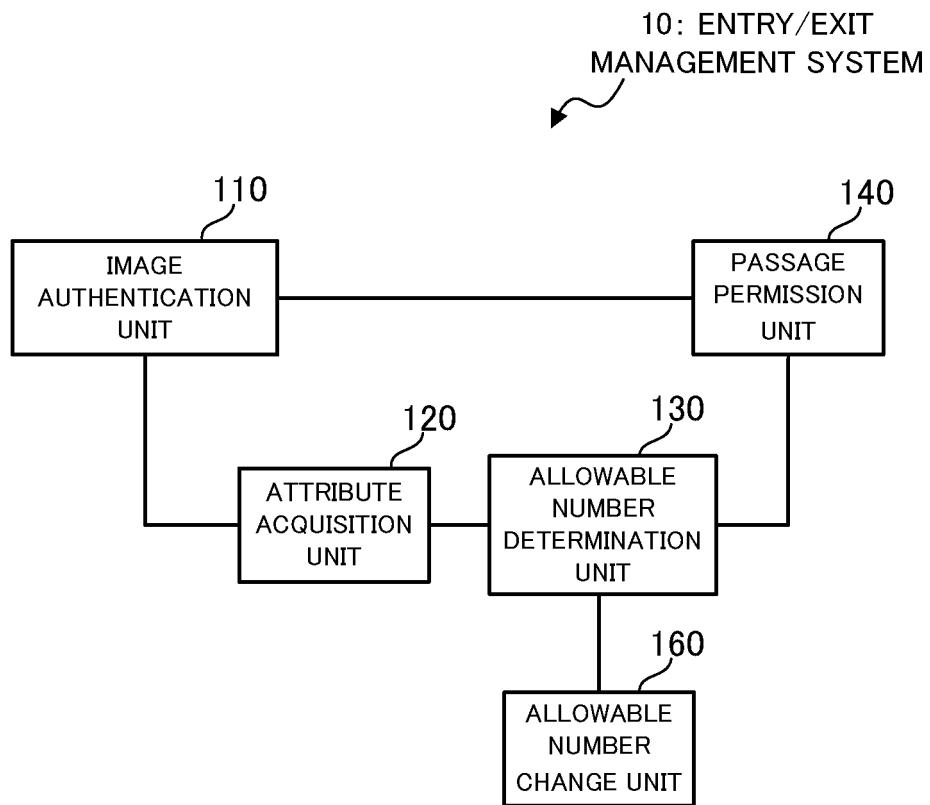 10: ENTRY/EXIT
MANAGEMENT SYSTEM
110
IMAGE
AUTHENTICATION
UNIT
140
PASSAGE
PERMISSION
UNIT
120
ATTRIBUTE
ACQUISITION
UNIT
130
ALLOWABLE
NUMBER
DETERMINATION
UNIT
160
ALLOWABLE
NUMBER
CHANGE UNIT